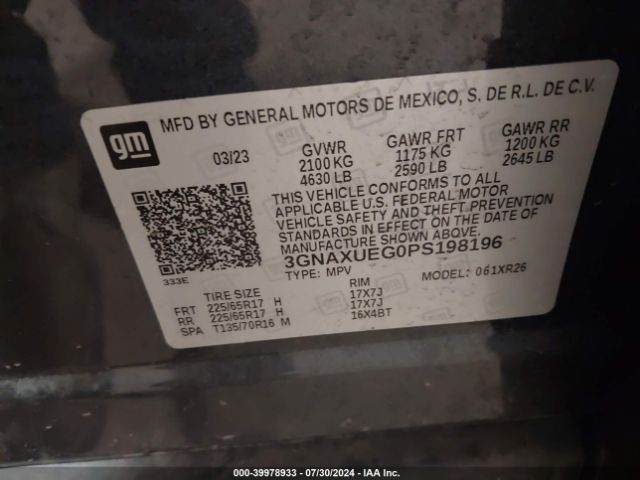 MFD BY GENERAL MOTORS DE MEXICO, S. DE R.L. DE C.V.
gm
03/23 GVWR GAWR FRT GAWR RR
2100 KG 1175 KG 1200 KG
4630 LB 2590 LB 2645 LB
THIS VEHICLE CONFORMS TO ALL
APPLICABLE U.S. FEDERAL MOTOR
VEHICLE SAFETY AND THEFT PREVENTION
STANDARDS IN EFFECT ON THE DATE OF
MANUFACTURE SHOWN ABOVE.
3GNAXUEG0PS198196
333E
TYPE: MPV MODEL: 061XR26
TIRE SIZE RIM
FRT 225/65R17 H 17X7J
RR 225/65R17 H 17X7J
SPA T135/70R16 M 16X4BT
000-39978933 / 07/30/2024 - IAA Inc.